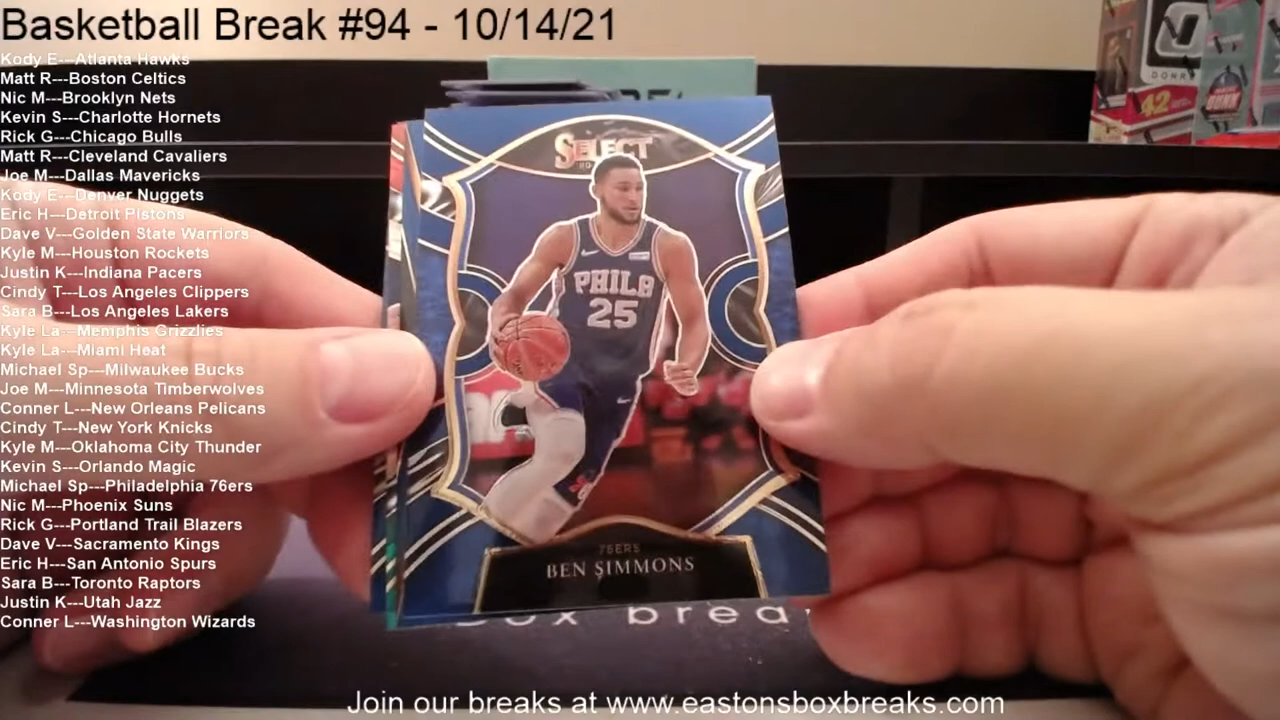 Basketball Break #94 - 10/14/21
Kody E---Atlanta Hawks
Matt R---Boston Celtics
Nic M---Brooklyn Nets
Kevin S---Charlotte Hornets
Rick G---Chicago Bulls
Matt R---Cleveland Cavaliers
Joe M---Dallas Mavericks
Kody E---Denver Nuggets
Eric H---Detroit Pistons
Dave V---Golden State Warriors
Kyle M---Houston Rockets
Justin K---Indiana Pacers
Cindy T---Los Angeles Clippers
Sara B---Los Angeles Lakers
Kyle La---Memphis Grizzlies
Kyle La---Miami Heat
Michael Sp---Milwaukee Bucks
Joe M---Minnesota Timberwolves
Conner L---New Orleans Pelicans
Cindy T---New York Knicks
Kyle M---Oklahoma City Thunder
Kevin S---Orlando Magic
Michael Sp---Philadelphia 76ers
Nic M---Phoenix Suns
Rick G---Portland Trail Blazers
Dave V---Sacramento Kings
Eric H---San Antonio Spurs
Sara B---Toronto Raptors
Justin K---Utah Jazz
Conner L---Washington Wizards
SELECT
PHILA
25
76ERS
BEN SIMMONS
DONR
42
box brea
Join our breaks at www.eastonsboxbreaks.com